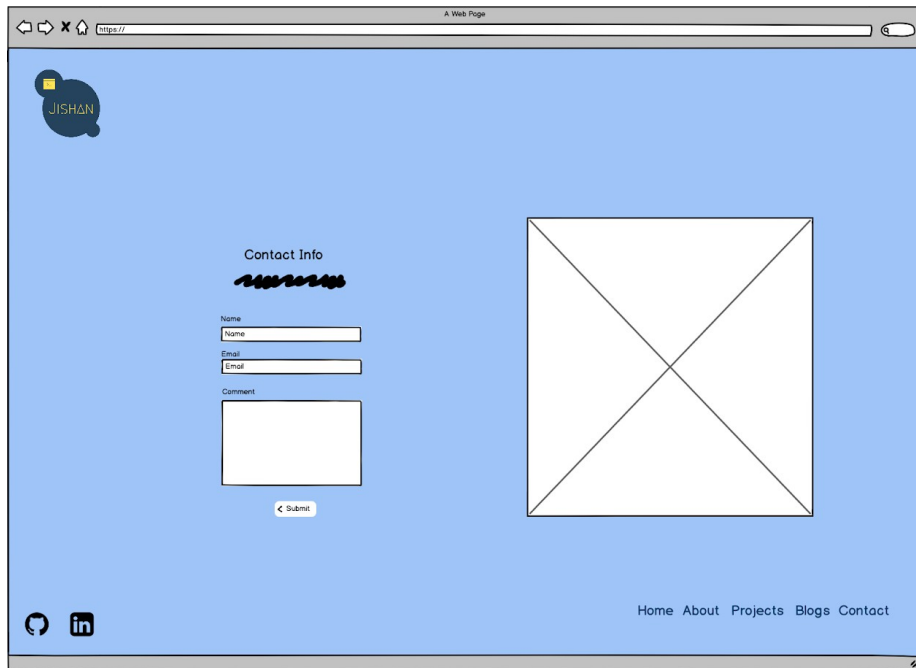 A Web Page
https://
JISHAN
Contact Info
Name
Name
Email
Email
Comment
Submit
Home About Projects Blogs Contact